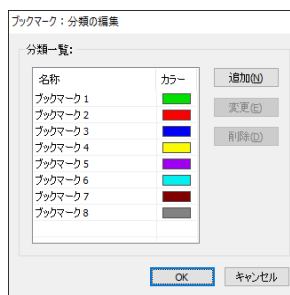 ブックマーク：分類の編集
分類一覧：
名称 カラー
ブックマーク 1
ブックマーク 2
ブックマーク 3
ブックマーク 4
ブックマーク 5
ブックマーク 6
ブックマーク 7
ブックマーク 8
追加(N)
変更(E)
削除(D)
OK キャンセル